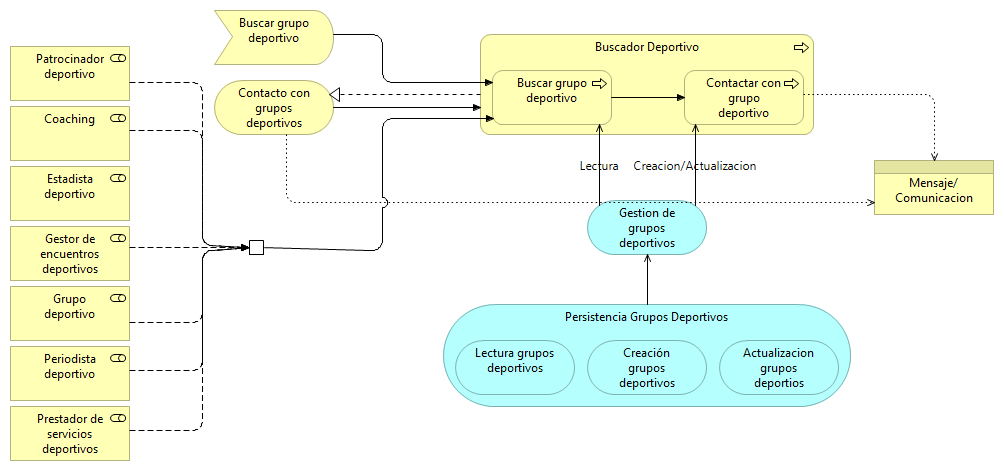 Buscar grupo
deportivo
Patrocinador
deportivo
Coaching
Estadista
deportivo
Gestor de
encuentros
deportivos
Grupo
deportivo
Periodista
deportivo
Prestador de
servicios
deportivos
Contacto con
grupos
deportivos
Buscador Deportivo
Buscar grupo
deportivo
Contactar con
grupo
deportivo
Lectura
Creacion/Actualizacion
Mensaje/
Comunicacion
Gestion de
grupos
deportivos
Persistencia Grupos Deportivos
Lectura grupos
deportivos
Creación
grupos
deportivos
Actualizacion
grupos
deportios